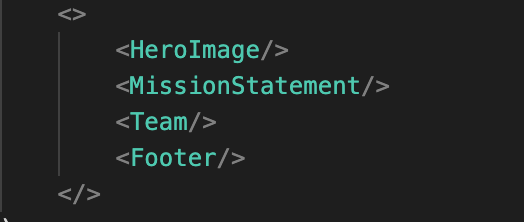 <>
<HeroImage/>
<MissionStatement/>
<Team/>
<Footer/>
</>